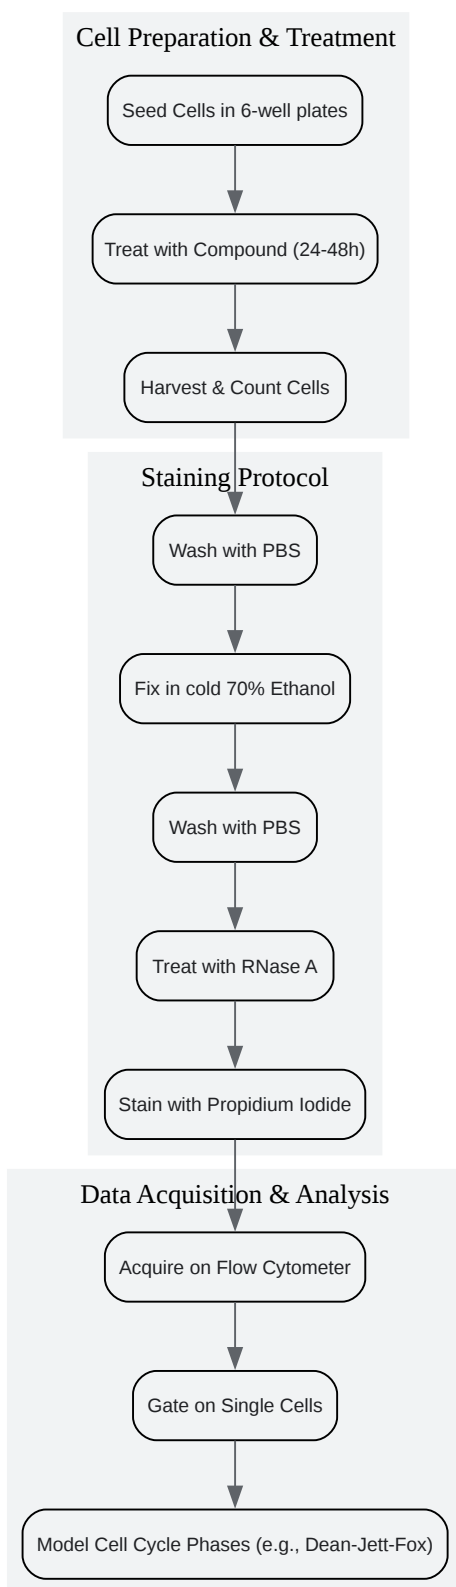 Cell Preparation & Treatment
Seed Cells in 6-well plates
Treat with Compound (24-48h)
Harvest & Count Cells
Staining Protocol
Wash with PBS
Fix in cold 70% Ethanol
Wash with PBS
Treat with RNase A
Stain with Propidium Iodide
Data Acquisition & Analysis
Acquire on Flow Cytometer
Gate on Single Cells
Model Cell Cycle Phases (e.g., Dean-Jett-Fox)